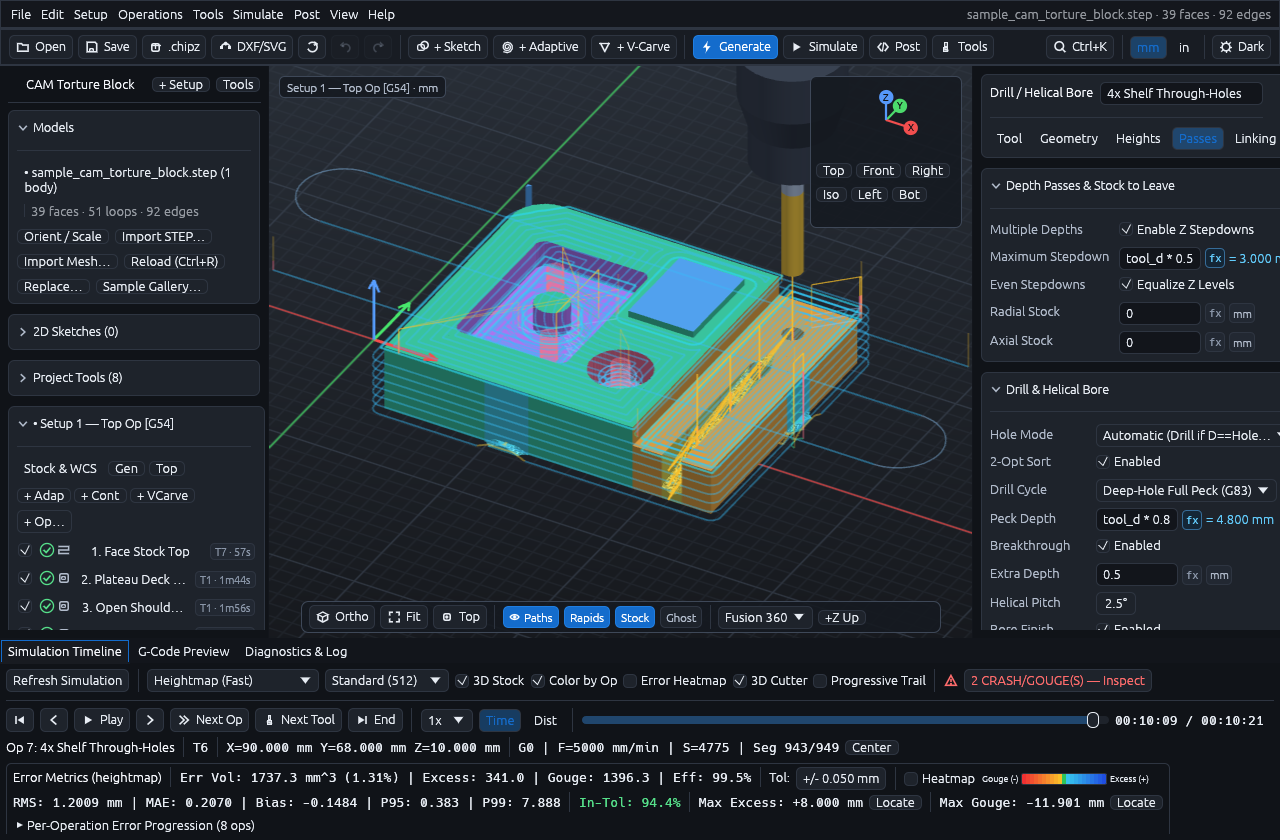 File Edit Setup Operations Tools Simulate Post View Help sample_cam_torture_block.step · 39 faces · 92 edges
Open Save .chipz DXF/SVG + Sketch + Adaptive + V-Carve Generate Simulate Post Tools Ctrl+K mm in Dark
CAM Torture Block + Setup Tools
Models
• sample_cam_torture_block.step (1 body)
39 faces · 51 loops · 92 edges
Orient / Scale Import STEP…
Import Mesh… Reload (Ctrl+R)
Replace… Sample Gallery…
2D Sketches (0)
Project Tools (8)
• Setup 1 — Top Op [G54]
Stock & WCS Gen Top
+ Adap + Cont + VCarve
+ Op…
1. Face Stock Top T7 · 57s
2. Plateau Deck … T1 · 1m44s
3. Open Should… T1 · 1m56s
Setup 1 — Top Op [G54] · mm
Z Y X
Top Front Right
Iso Left Bot
Ortho Fit Top Paths Rapids Stock Ghost Fusion 360 +Z Up
Drill / Helical Bore 4x Shelf Through-Holes
Tool Geometry Heights Passes Linking
Depth Passes & Stock to Leave
Multiple Depths Enable Z Stepdowns
Maximum Stepdown tool_d * 0.5 fx = 3.000 m
Even Stepdowns Equalize Z Levels
Radial Stock 0 fx mm
Axial Stock 0 fx mm
Drill & Helical Bore
Hole Mode Automatic (Drill if D==Hole…
2-Opt Sort Enabled
Drill Cycle Deep-Hole Full Peck (G83)
Peck Depth tool_d * 0.8 fx = 4.800 mm
Breakthrough Enabled
Extra Depth 0.5 fx mm
Helical Pitch 2.5°
Bore Finish Enabled
Simulation Timeline G-Code Preview Diagnostics & Log
Refresh Simulation Heightmap (Fast) Standard (512) 3D Stock Color by Op Error Heatmap 3D Cutter Progressive Trail 2 CRASH/GOUGE(S) — Inspect
Play Next Op Next Tool End 1x Time Dist 00:10:09 / 00:10:21
Op 7: 4x Shelf Through-Holes T6 X=90.000 mm Y=68.000 mm Z=10.000 mm G0 | F=5000 mm/min | S=4775 | Seg 943/949 Center
Error Metrics (heightmap) Err Vol: 1737.3 mm^3 (1.31%) | Excess: 341.0 | Gouge: 1396.3 | Eff: 99.5% Tol: +/- 0.050 mm Heatmap Gouge (-) Excess (+)
RMS: 1.2009 mm | MAE: 0.2070 | Bias: -0.1484 | P95: 0.383 | P99: 7.888 In-Tol: 94.4% Max Excess: +8.000 mm Locate Max Gouge: -11.901 mm Locate
Per-Operation Error Progression (8 ops)